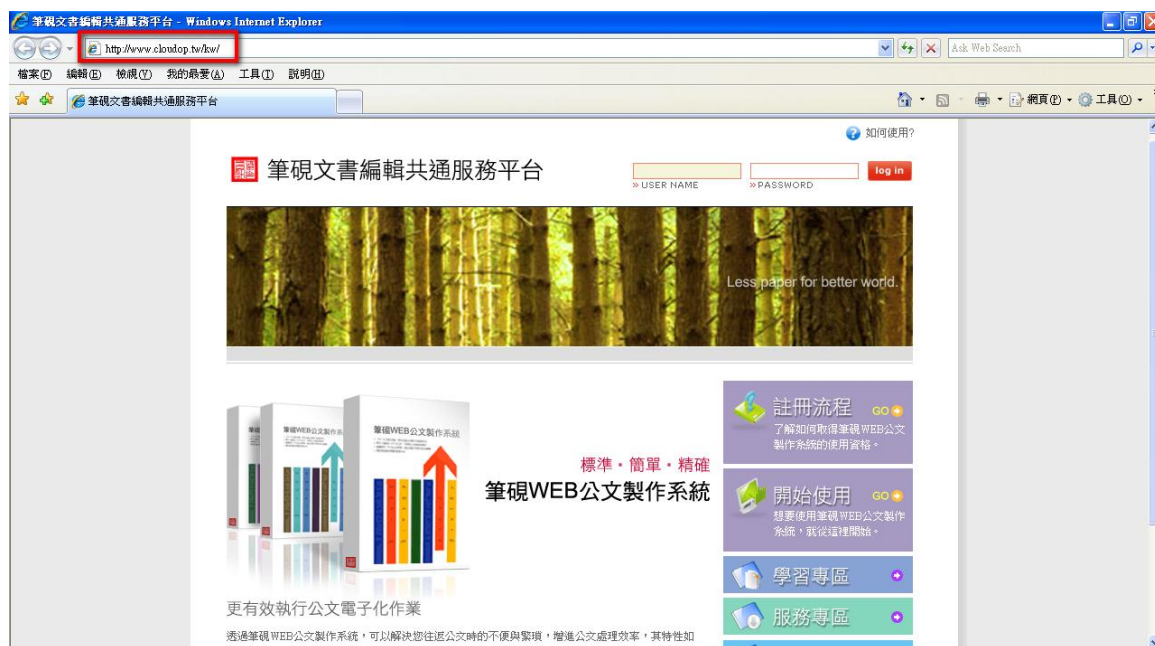 筆硯文書編輯共通服務平台 - Windows Internet Explorer
http://www.cloudop.tw/kw/
Ask Web Search
檔案(F) 編輯(E) 檢視(V) 我的最愛(A) 工具(T) 說明(H)
筆硯文書編輯共通服務平台
網頁(P) 工具(O)
如何使用?
筆硯文書編輯共通服務平台
log in
» USER NAME »PASSWORD
Less paper for better world.
註冊流程 GO
了解如何取得筆硯WEB公文
製作系統的使用資格。
筆硯WEB公文製作系統
筆硯WEB公文製作系統
標準・簡單・精確
筆硯WEB公文製作系統
開始使用 GO
想要使用筆硯WEB公文製作
系統，就從這裡開始。
學習專區
服務專區
更有效執行公文電子化作業
透過筆硯WEB公文製作系統，可以解決您往返公文時的不便與繁瑣，增進公文處理效率，其特性如